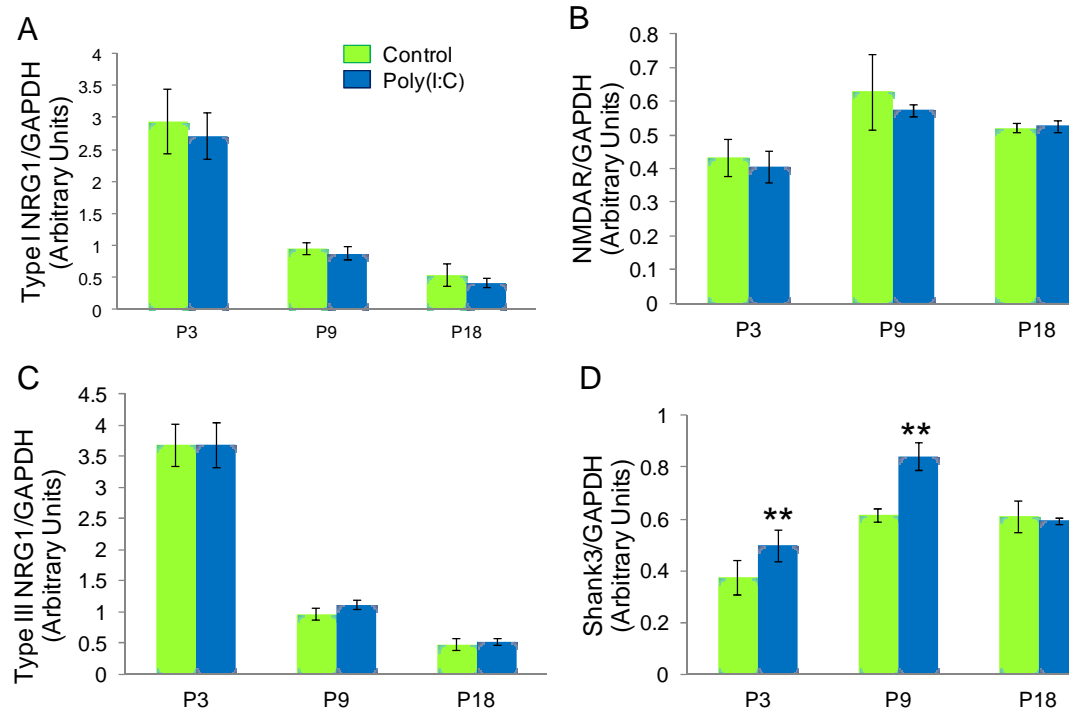 A
Type I NRG1/GAPDH
(Arbitrary Units)
4
3.5
3
2.5
2
1.5
1
0.5
0
P3 P9 P18
Control
Poly(I:C)
B
NMDAR/GAPDH
(Arbitrary Units)
0.8
0.7
0.6
0.5
0.4
0.3
0.2
0.1
0
P3 P9 P18
C
Type III NRG1/GAPDH
(Arbitrary Units)
4.5
4
3.5
3
2.5
2
1.5
1
0.5
0
P3 P9 P18
D
Shank3/GAPDH
(Arbitrary Units)
1
0.8
0.6
0.4
0.2
0
**
**
P3 P9 P18